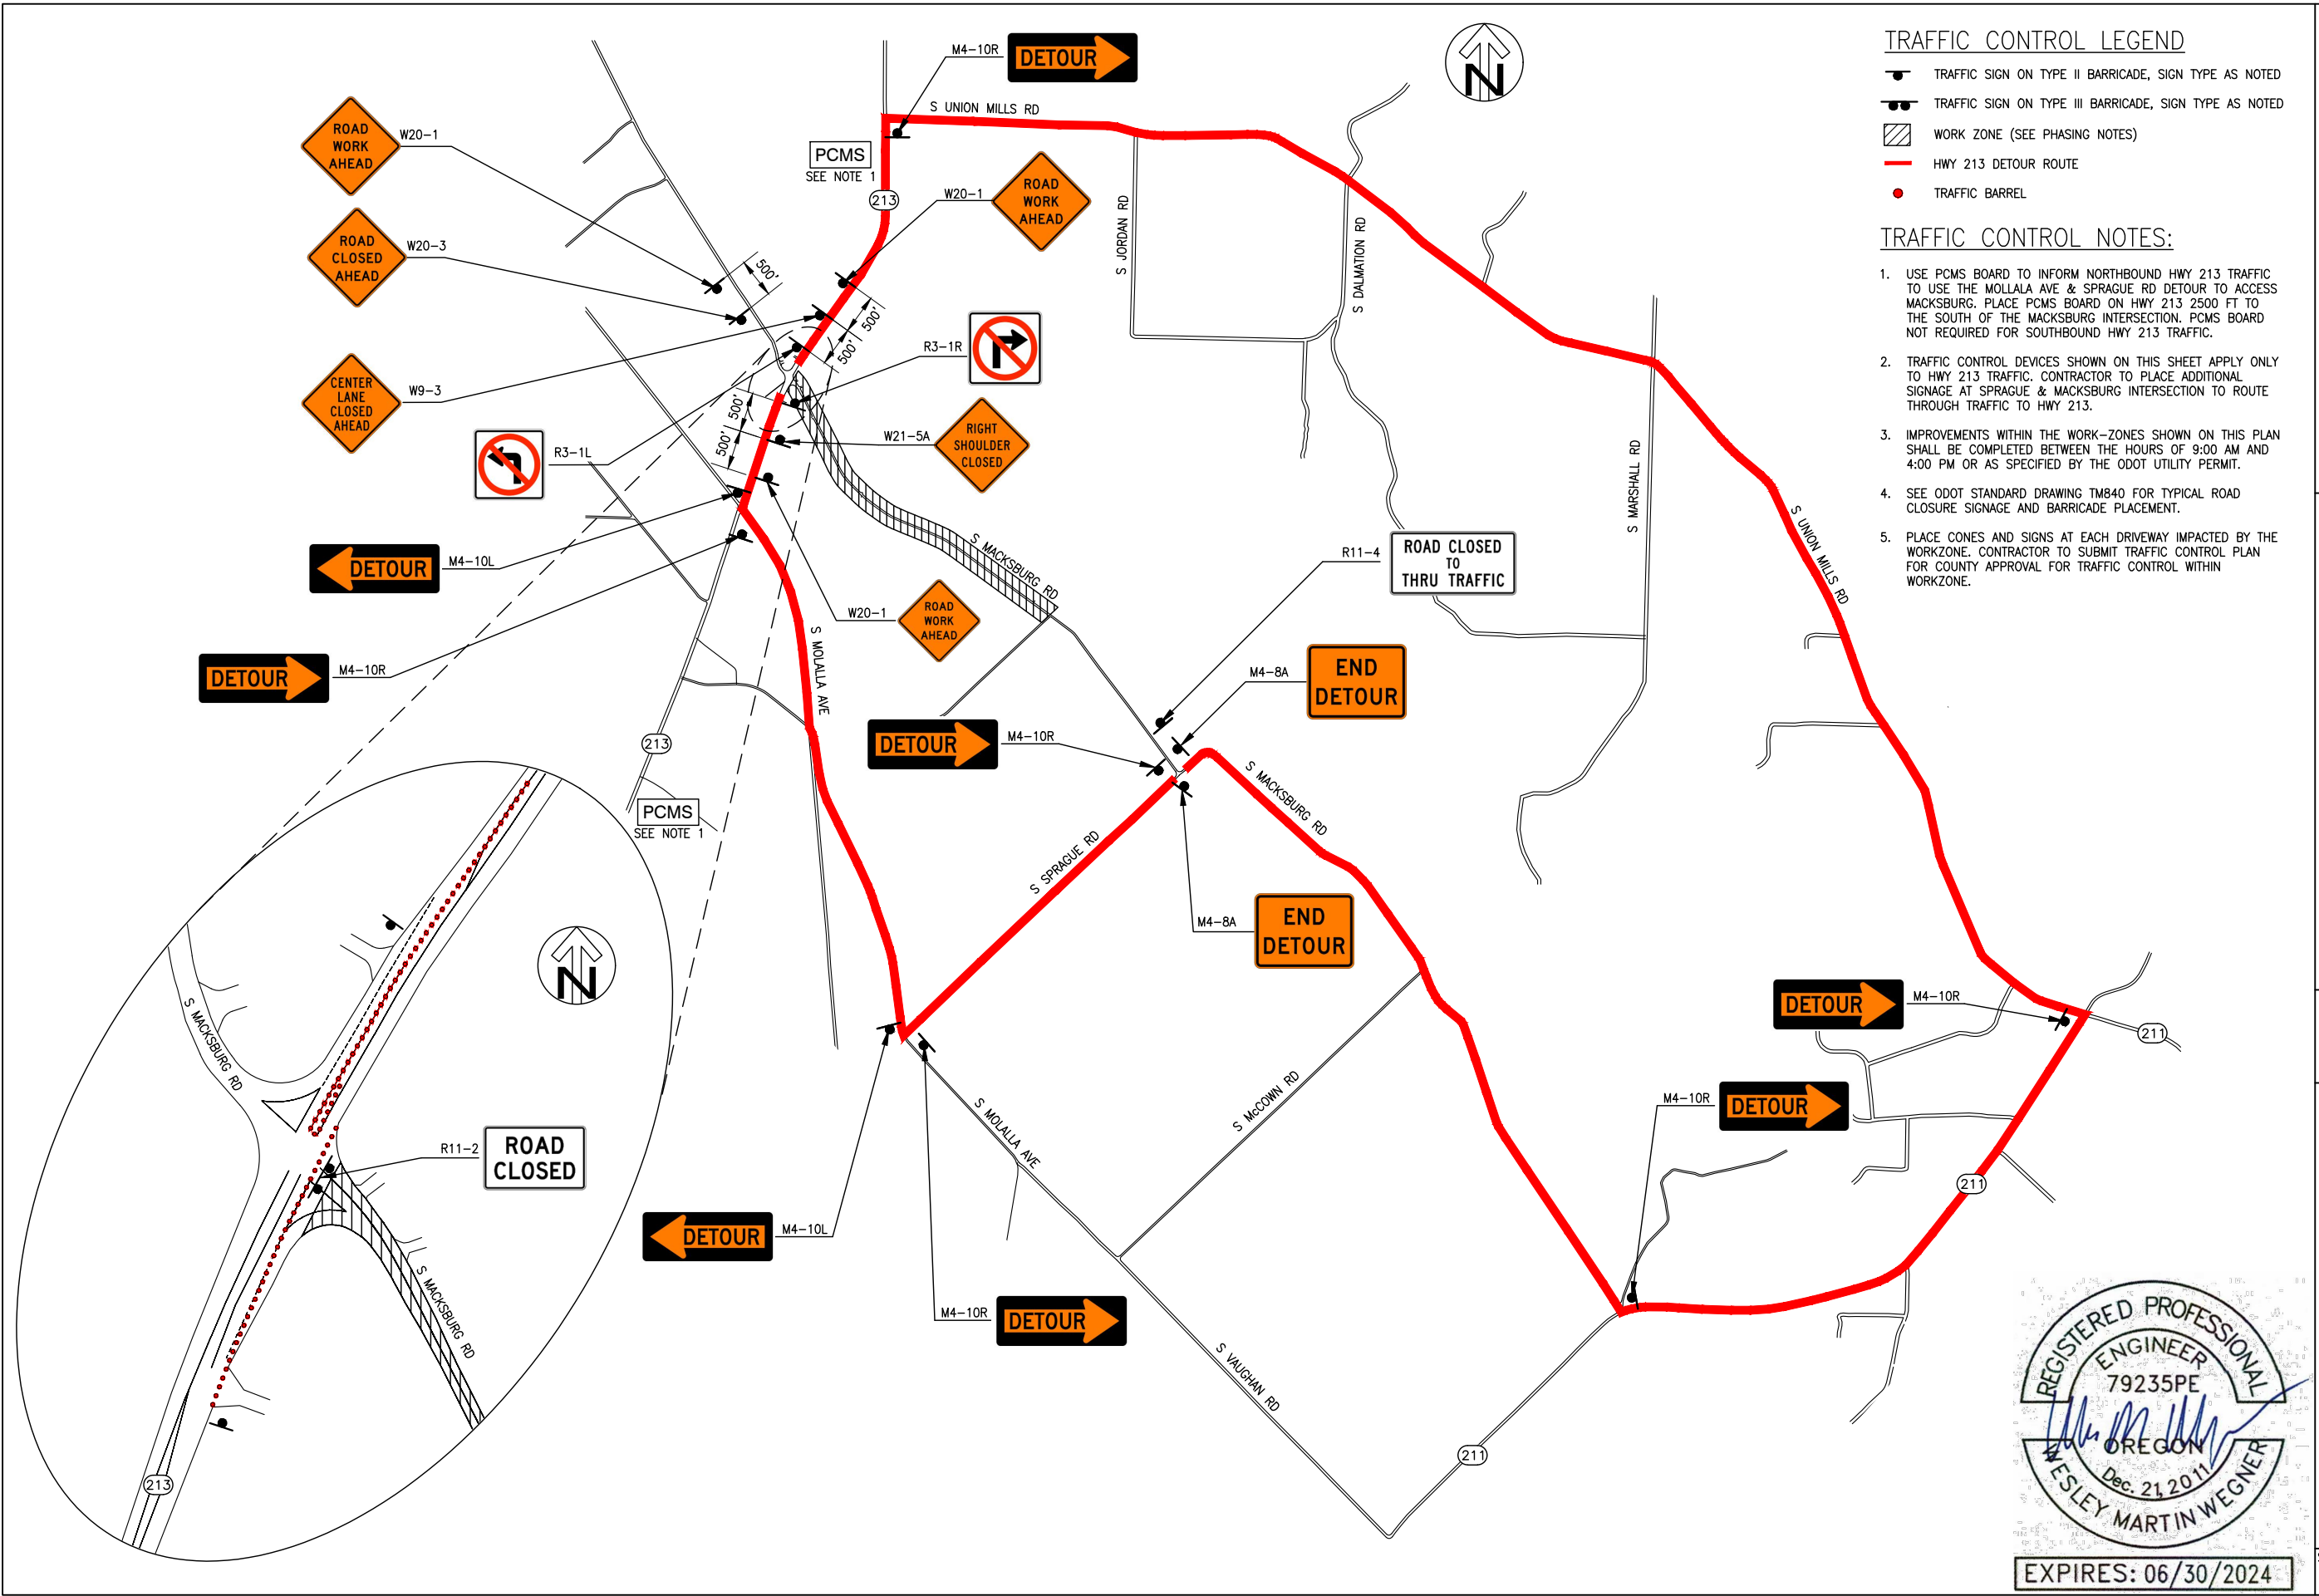 TRAFFIC CONTROL LEGEND
TRAFFIC SIGN ON TYPE II BARRICADE, SIGN TYPE AS NOTED
TRAFFIC SIGN ON TYPE III BARRICADE, SIGN TYPE AS NOTED
WORK ZONE (SEE PHASING NOTES)
HWY 213 DETOUR ROUTE
TRAFFIC BARREL
TRAFFIC CONTROL NOTES:
1. USE PCMS BOARD TO INFORM NORTHBOUND HWY 213 TRAFFIC
TO USE THE MOLLALA AVE & SPRAGUE RD DETOUR TO ACCESS
MACKSBURG. PLACE PCMS BOARD ON HWY 213 2500 FT TO
THE SOUTH OF THE MACKSBURG INTERSECTION. PCMS BOARD
NOT REQUIRED FOR SOUTHBOUND HWY 213 TRAFFIC.
2. TRAFFIC CONTROL DEVICES SHOWN ON THIS SHEET APPLY ONLY
TO HWY 213 TRAFFIC. CONTRACTOR TO PLACE ADDITIONAL
SIGNAGE AT SPRAGUE & MACKSBURG INTERSECTION TO ROUTE
THROUGH TRAFFIC TO HWY 213.
3. IMPROVEMENTS WITHIN THE WORK-ZONES SHOWN ON THIS PLAN
SHALL BE COMPLETED BETWEEN THE HOURS OF 9:00 AM AND
4:00 PM OR AS SPECIFIED BY THE ODOT UTILITY PERMIT.
4. SEE ODOT STANDARD DRAWING TM840 FOR TYPICAL ROAD
CLOSURE SIGNAGE AND BARRICADE PLACEMENT.
5. PLACE CONES AND SIGNS AT EACH DRIVEWAY IMPACTED BY THE
WORKZONE. CONTRACTOR TO SUBMIT TRAFFIC CONTROL PLAN
FOR COUNTY APPROVAL FOR TRAFFIC CONTROL WITHIN
WORKZONE.
M4-10R
DETOUR
N
S UNION MILLS RD
PCMS
SEE NOTE 1
213
ROAD
WORK
AHEAD
W20-1
W20-1
ROAD
WORK
AHEAD
ROAD
CLOSED
AHEAD
W20-3
500'
500'
500'
S JORDAN RD
S DALMATION RD
CENTER
LANE
CLOSED
AHEAD
W9-3
R3-1R
500'
500'
R3-1L
W21-5A
RIGHT
SHOULDER
CLOSED
S MARSHALL RD
S UNION MILLS RD
DETOUR
M4-10L
S MACKSBURG RD
R11-4
ROAD CLOSED
TO
THRU TRAFFIC
W20-1
ROAD
WORK
AHEAD
DETOUR
M4-10R
S MOLALLA AVE
M4-8A
END
DETOUR
DETOUR
M4-10R
213
PCMS
SEE NOTE 1
S MACKSBURG RD
S SPRAGUE RD
M4-8A
END
DETOUR
N
S MACKSBURG RD
DETOUR
M4-10R
211
R11-2
ROAD
CLOSED
M4-10R
DETOUR
S MOLALLA AVE
S McCOWN RD
211
DETOUR
M4-10L
M4-10R
DETOUR
S MACKSBURG RD
S VAUGHAN RD
211
213
REGISTERED PROFESSIONAL
ENGINEER
79235PE
OREGON
Dec. 21, 2011
WESLEY MARTIN WEGNER
EXPIRES: 06/30/2024